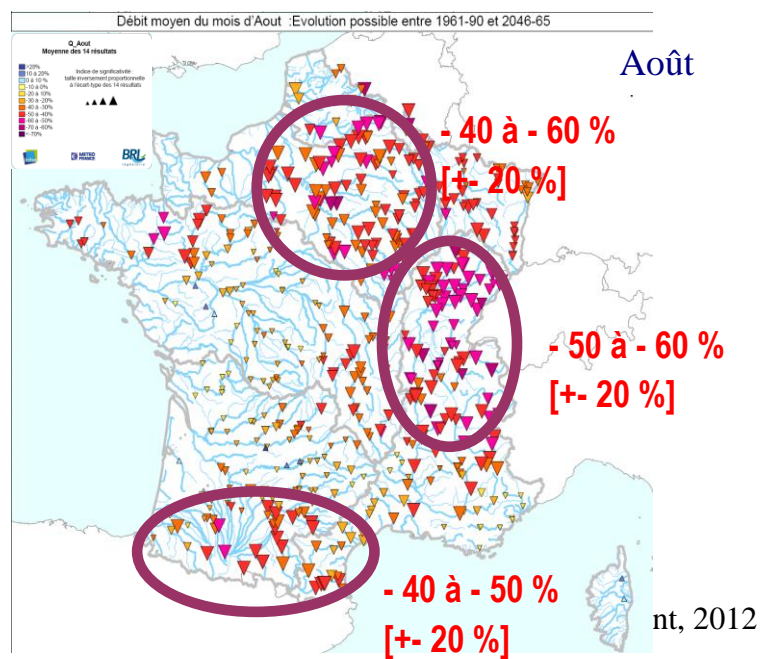 Débit moyen du mois d'Aout :Evolution possible entre 1961-90 et 2046-65
Q_Aout
Moyenne des 14 résultats
>20%
10 à 20%
0 à 10 %
-10 à 0%
-20 à 10%
-30 à -20%
-40 à -30%
-50 à -40%
-60 à -50%
-70 à -60%
<-70%
Indice de significativité
taille inversement proportionnelle
à l'écart-type des 14 résultats
METEO
FRANCE
BRL
Août
- 40 à - 60 %
[+- 20 %]
- 50 à - 60 %
[+- 20 %]
- 40 à - 50 %
[+- 20 %]
nt, 2012